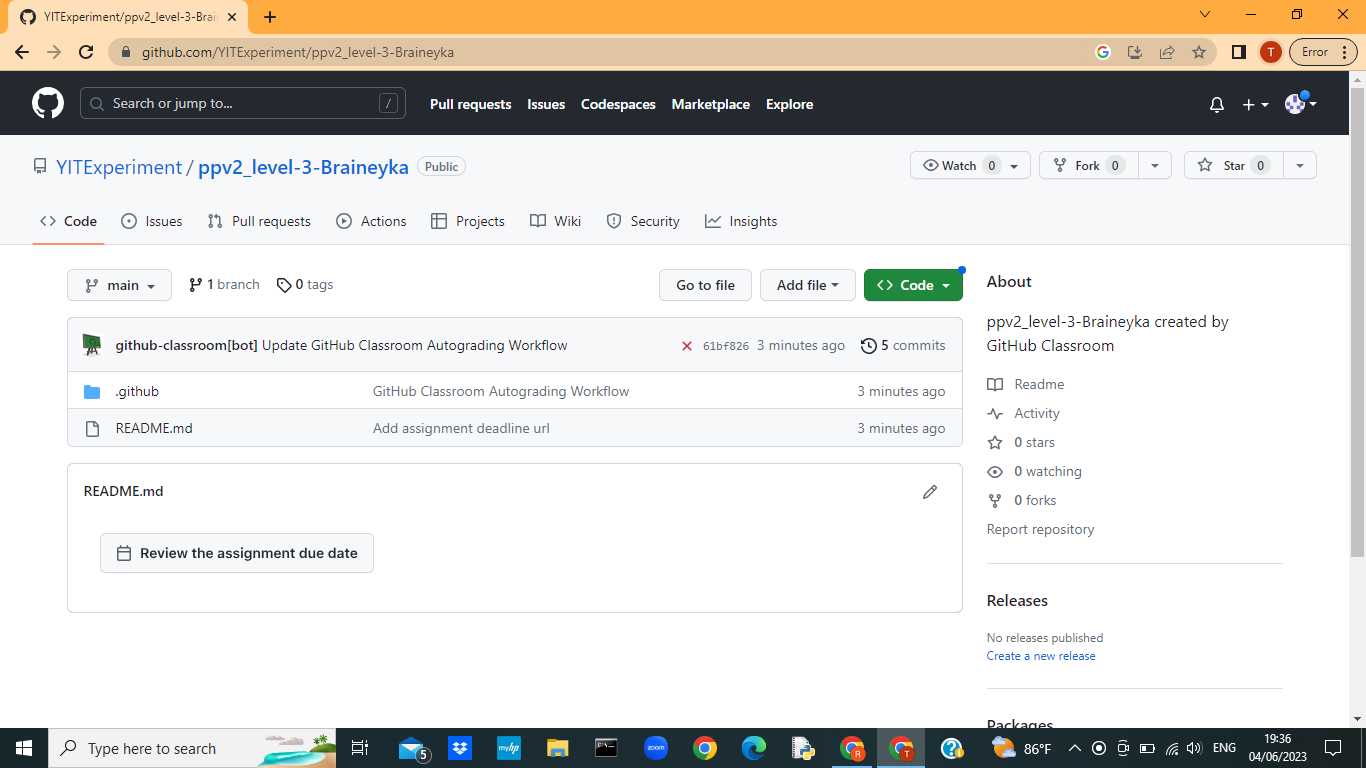 YITExperiment/ppv2_level-3-Brai
github.com/YITExperiment/ppv2_level-3-Braineyka
T
Error
Search or jump to...
/
Pull requests
Issues
Codespaces
Marketplace
Explore
YITExperiment / ppv2_level-3-Braineyka
Public
Watch 0
Fork 0
Star 0
Code
Issues
Pull requests
Actions
Projects
Wiki
Security
Insights
main
1 branch
0 tags
Go to file
Add file
Code
github-classroom[bot] Update GitHub Classroom Autograding Workflow
61bf826 3 minutes ago
5 commits
.github
GitHub Classroom Autograding Workflow
3 minutes ago
README.md
Add assignment deadline url
3 minutes ago
README.md
Review the assignment due date
About
ppv2_level-3-Braineyka created by
GitHub Classroom
Readme
Activity
0 stars
0 watching
0 forks
Report repository
Releases
No releases published
Create a new release
Packages
Type here to search
5
myhp
zoom
R
T
86°F
ENG
19:36
04/06/2023